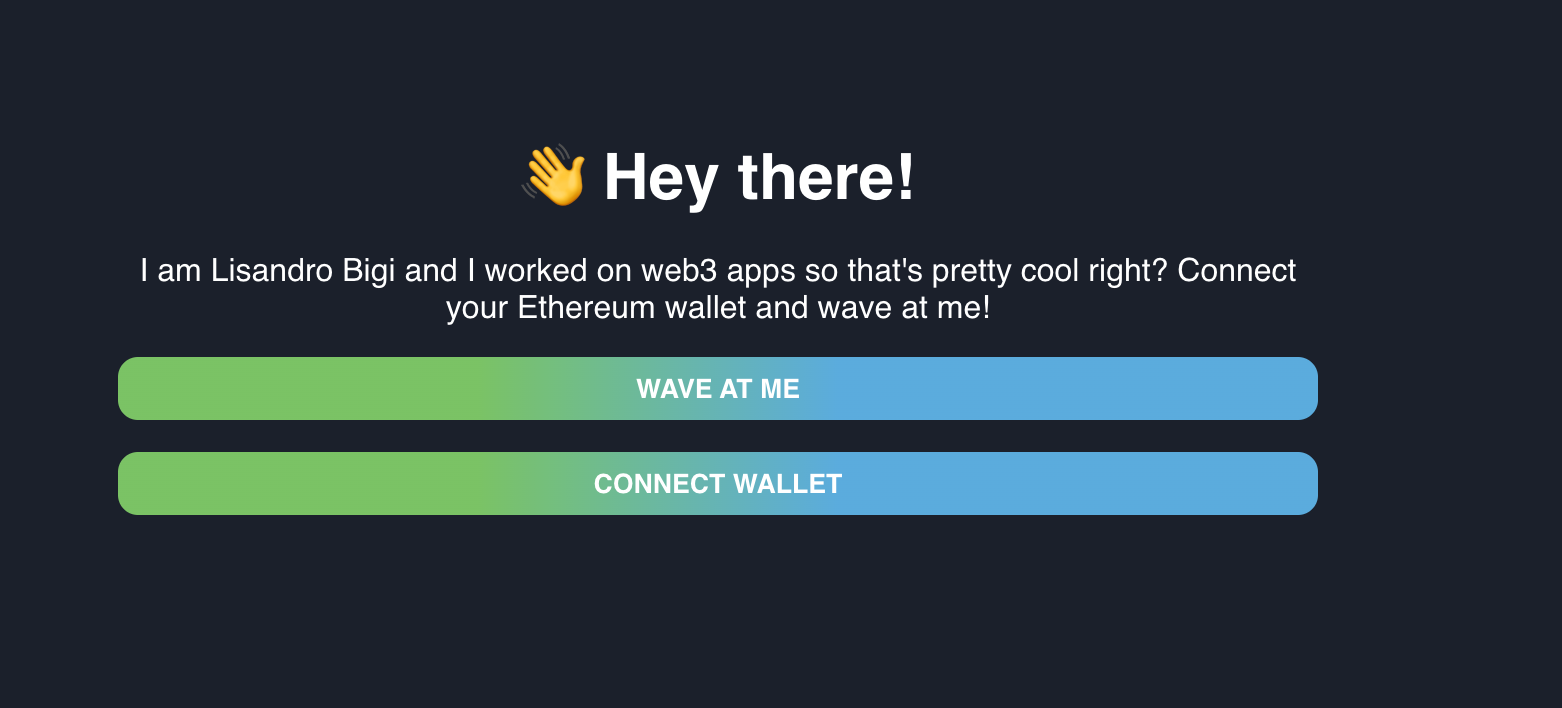 👋 Hey there!
I am Lisandro Bigi and I worked on web3 apps so that's pretty cool right? Connect
your Ethereum wallet and wave at me!
WAVE AT ME
CONNECT WALLET